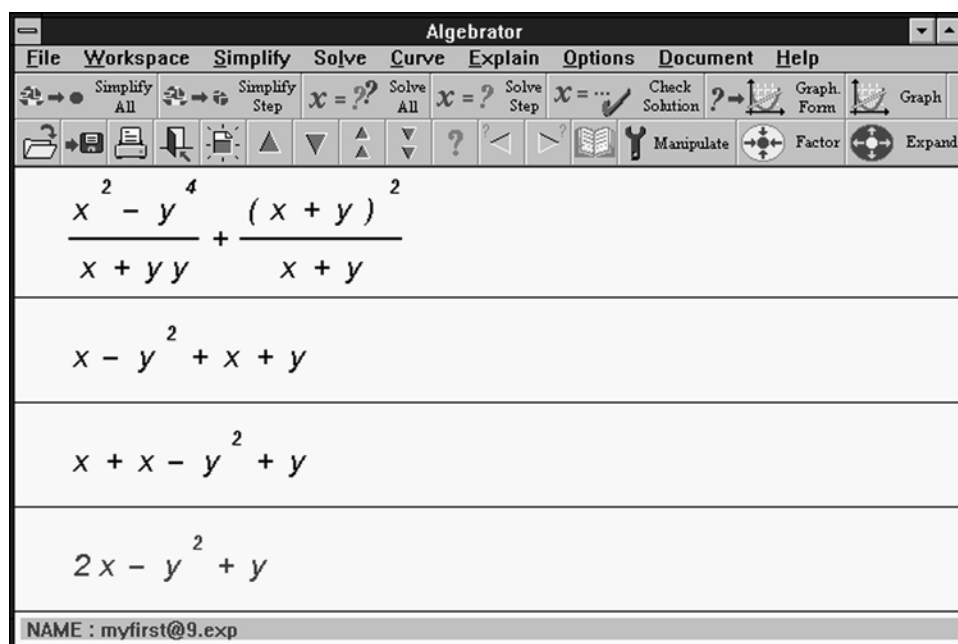 Algebrator
File Workspace Simplify Solve Curve Explain Options Document Help
Simplify All Simplify Step x = ?? Solve All x = ? Solve Step x = ... Check Solution ? Graph. Form Graph
? ? ? Manipulate Factor Expand
x^2 - y^4 / x + y y + ( x + y )^2 / x + y
x - y^2 + x + y
x + x - y^2 + y
2 x - y^2 + y
NAME : myfirst@9.exp